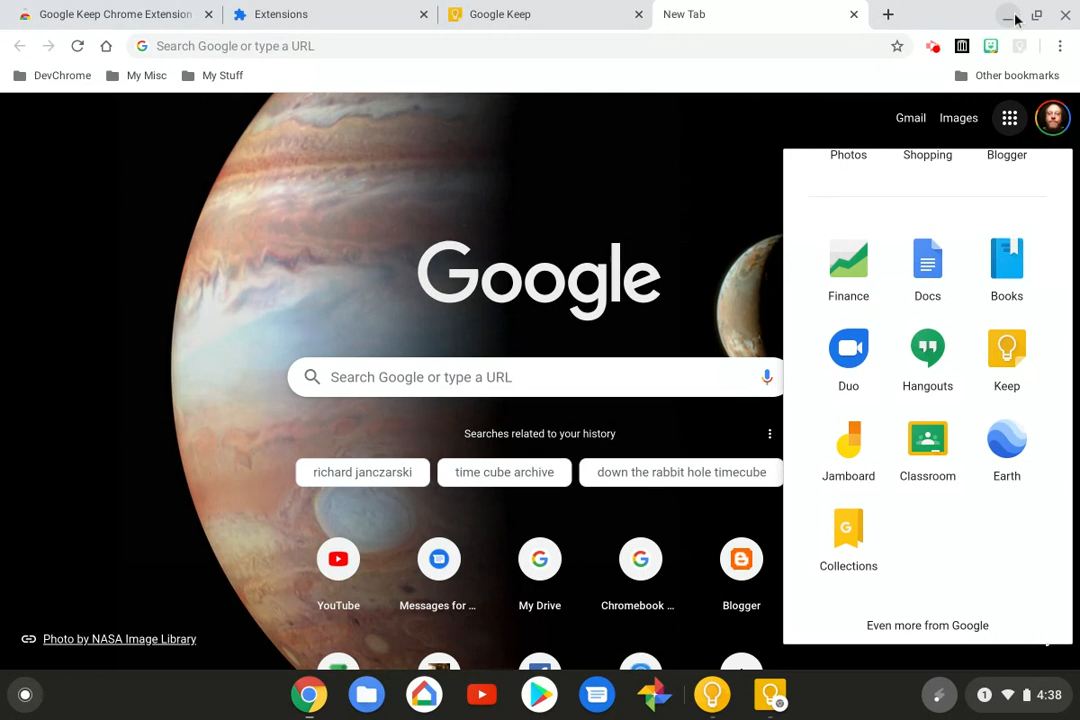 Google Keep Chrome Extension
Extensions
Google Keep
New Tab
Search Google or type a URL
DevChrome
My Misc
My Stuff
Other bookmarks
Gmail
Images
Photos
Shopping
Blogger
Google
Finance
Docs
Books
Search Google or type a URL
Duo
Hangouts
Keep
Searches related to your history
richard janczarski
time cube archive
down the rabbit hole timecube
Jamboard
Classroom
Earth
Collections
YouTube
Messages for ...
My Drive
Chromebook ...
Blogger
Even more from Google
Photo by NASA Image Library
1
4:38